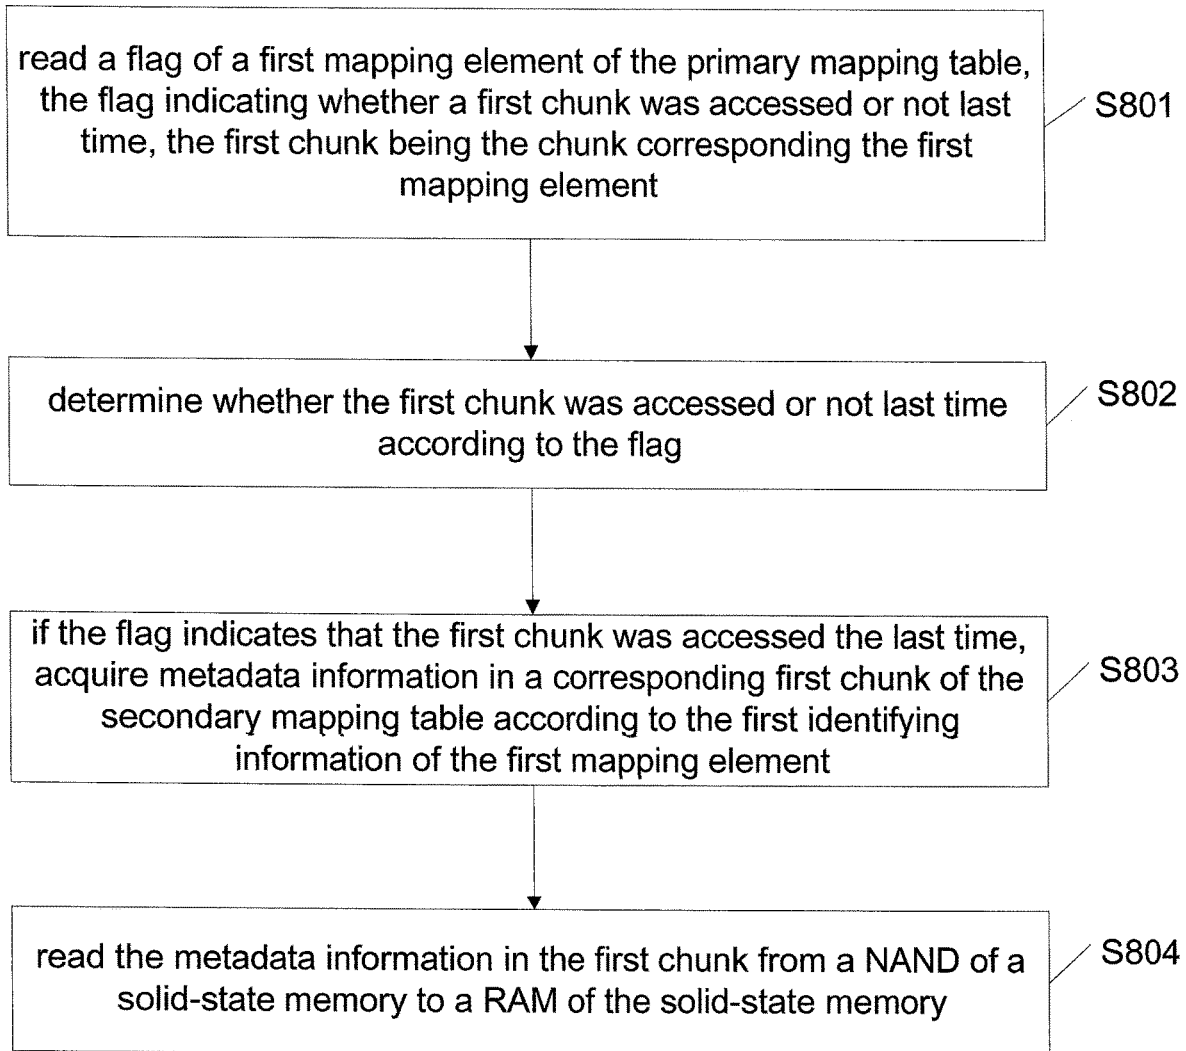 read a flag of a first mapping element of the primary mapping table,
the flag indicating whether a first chunk was accessed or not last
time, the first chunk being the chunk corresponding the first
mapping element
S801
determine whether the first chunk was accessed or not last time
according to the flag
S802
if the flag indicates that the first chunk was accessed the last time,
acquire metadata information in a corresponding first chunk of the
secondary mapping table according to the first identifying
information of the first mapping element
S803
read the metadata information in the first chunk from a NAND of a
solid-state memory to a RAM of the solid-state memory
S804